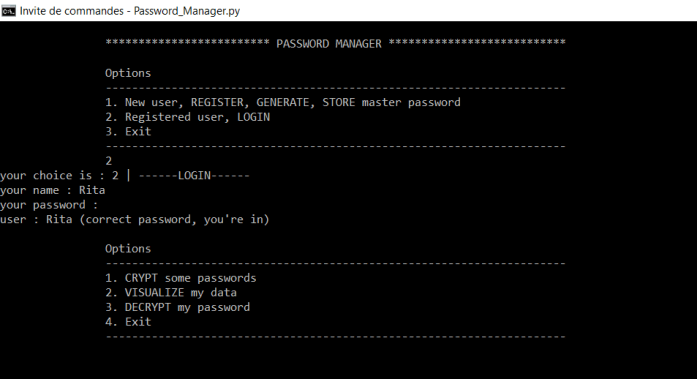 Invite de commandes - Password_Manager.py
************************* PASSWORD MANAGER ***************************
Options
----------------------------------------------------------------------
1. New user, REGISTER, GENERATE, STORE master password
2. Registered user, LOGIN
3. Exit
----------------------------------------------------------------------
2
your choice is : 2 | ------LOGIN------
your name : Rita
your password :
user : Rita (correct password, you're in)
Options
----------------------------------------------------------------------
1. CRYPT some passwords
2. VISUALIZE my data
3. DECRYPT my password
4. Exit
----------------------------------------------------------------------